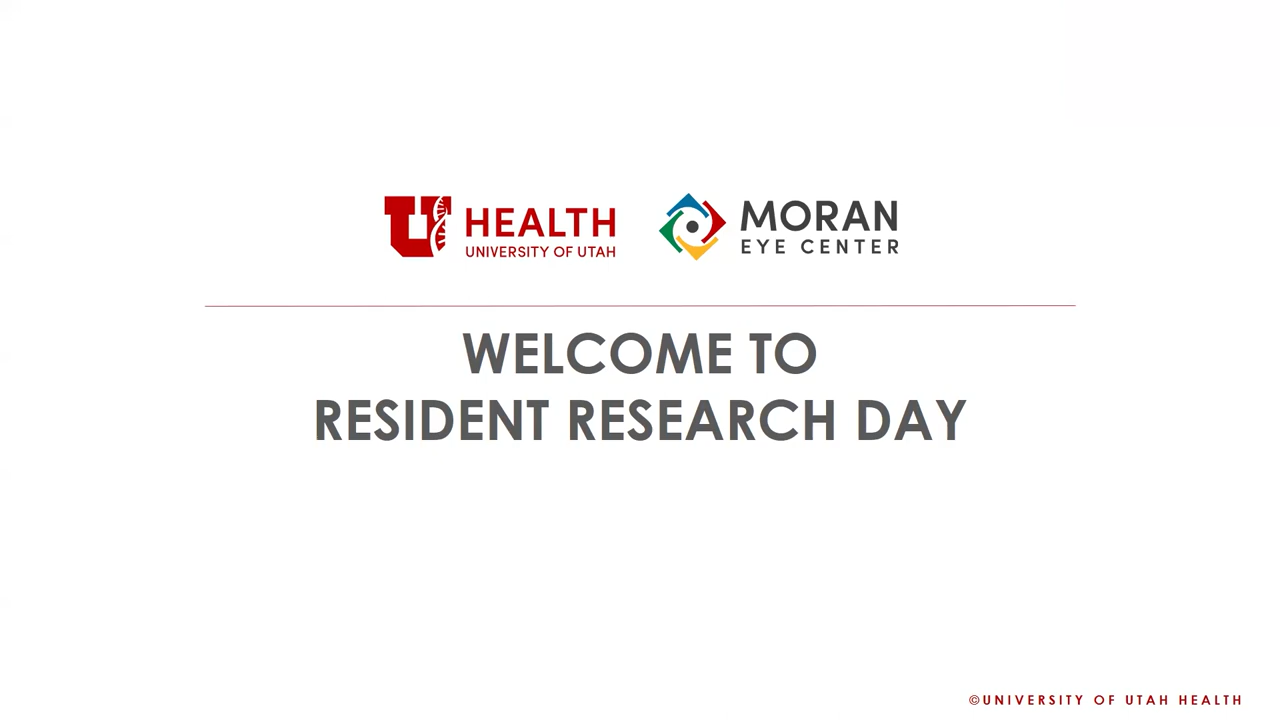 U HEALTH
UNIVERSITY OF UTAH
MORAN
EYE CENTER
WELCOME TO
RESIDENT RESEARCH DAY
©UNIVERSITY OF UTAH HEALTH